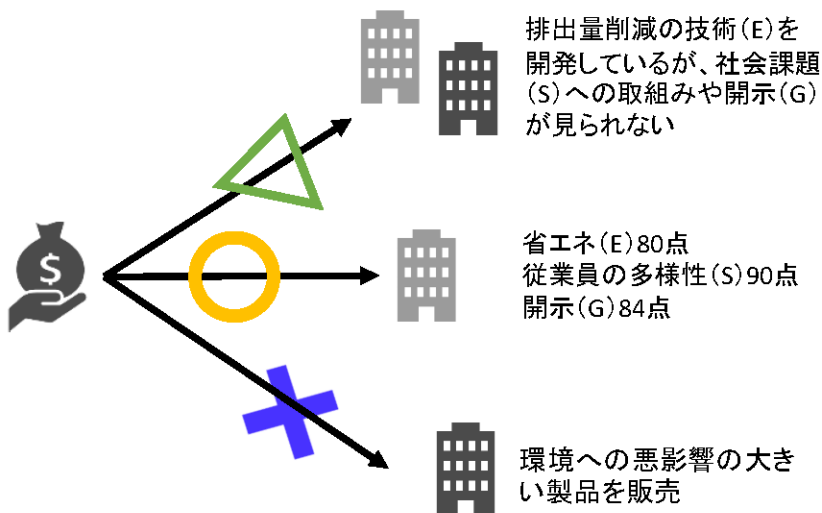 排出量削減の技術(E)を
開発しているが、社会課題
(S)への取組みや開示(G)
が見られない
$
省エネ(E)80点
従業員の多様性(S)90点
開示(G)84点
環境への悪影響の大き
い製品を販売